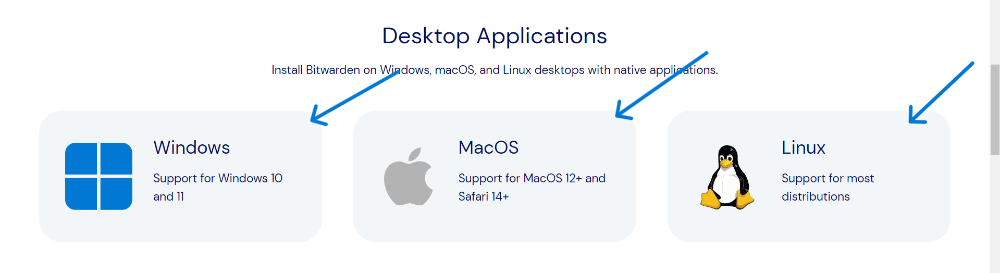 Desktop Applications
Install Bitwarden on Windows, macOS, and Linux desktops with native applications.
Windows
Support for Windows 10
and 11
MacOS
Support for MacOS 12+ and
Safari 14+
Linux
Support for most
distributions